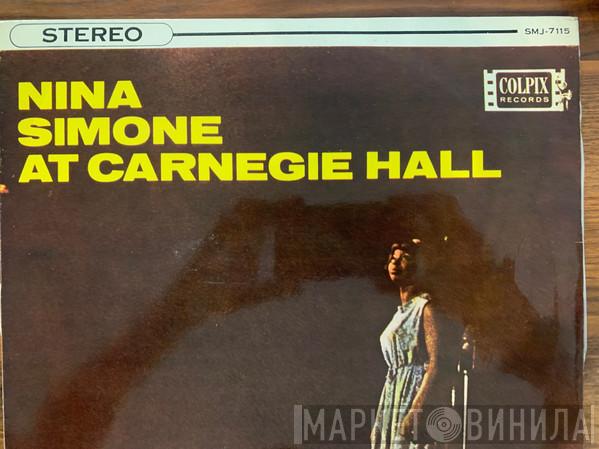 STEREO
SMJ-7115
COLPIX
RECORDS
NINA
SIMONE
AT CARNEGIE HALL
МАРКЕТ ВИНИЛА